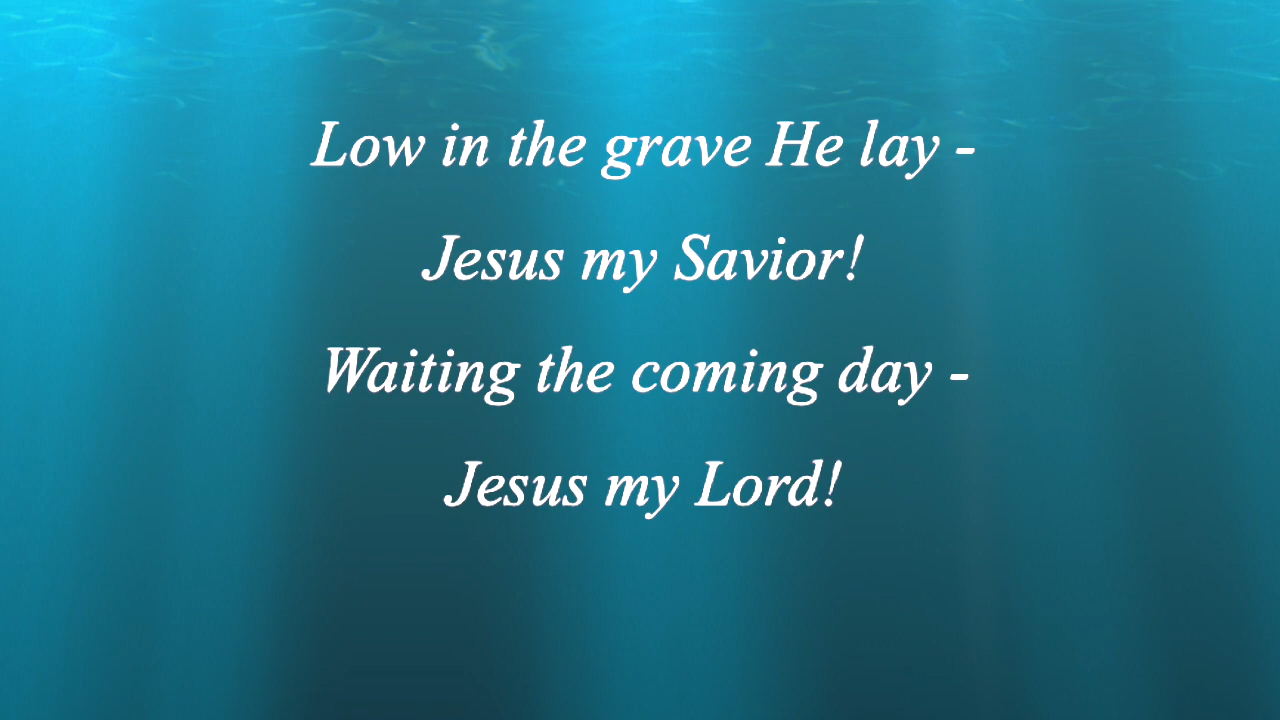 Low in the grave He lay -
Jesus my Savior!
Waiting the coming day -
Jesus my Lord!